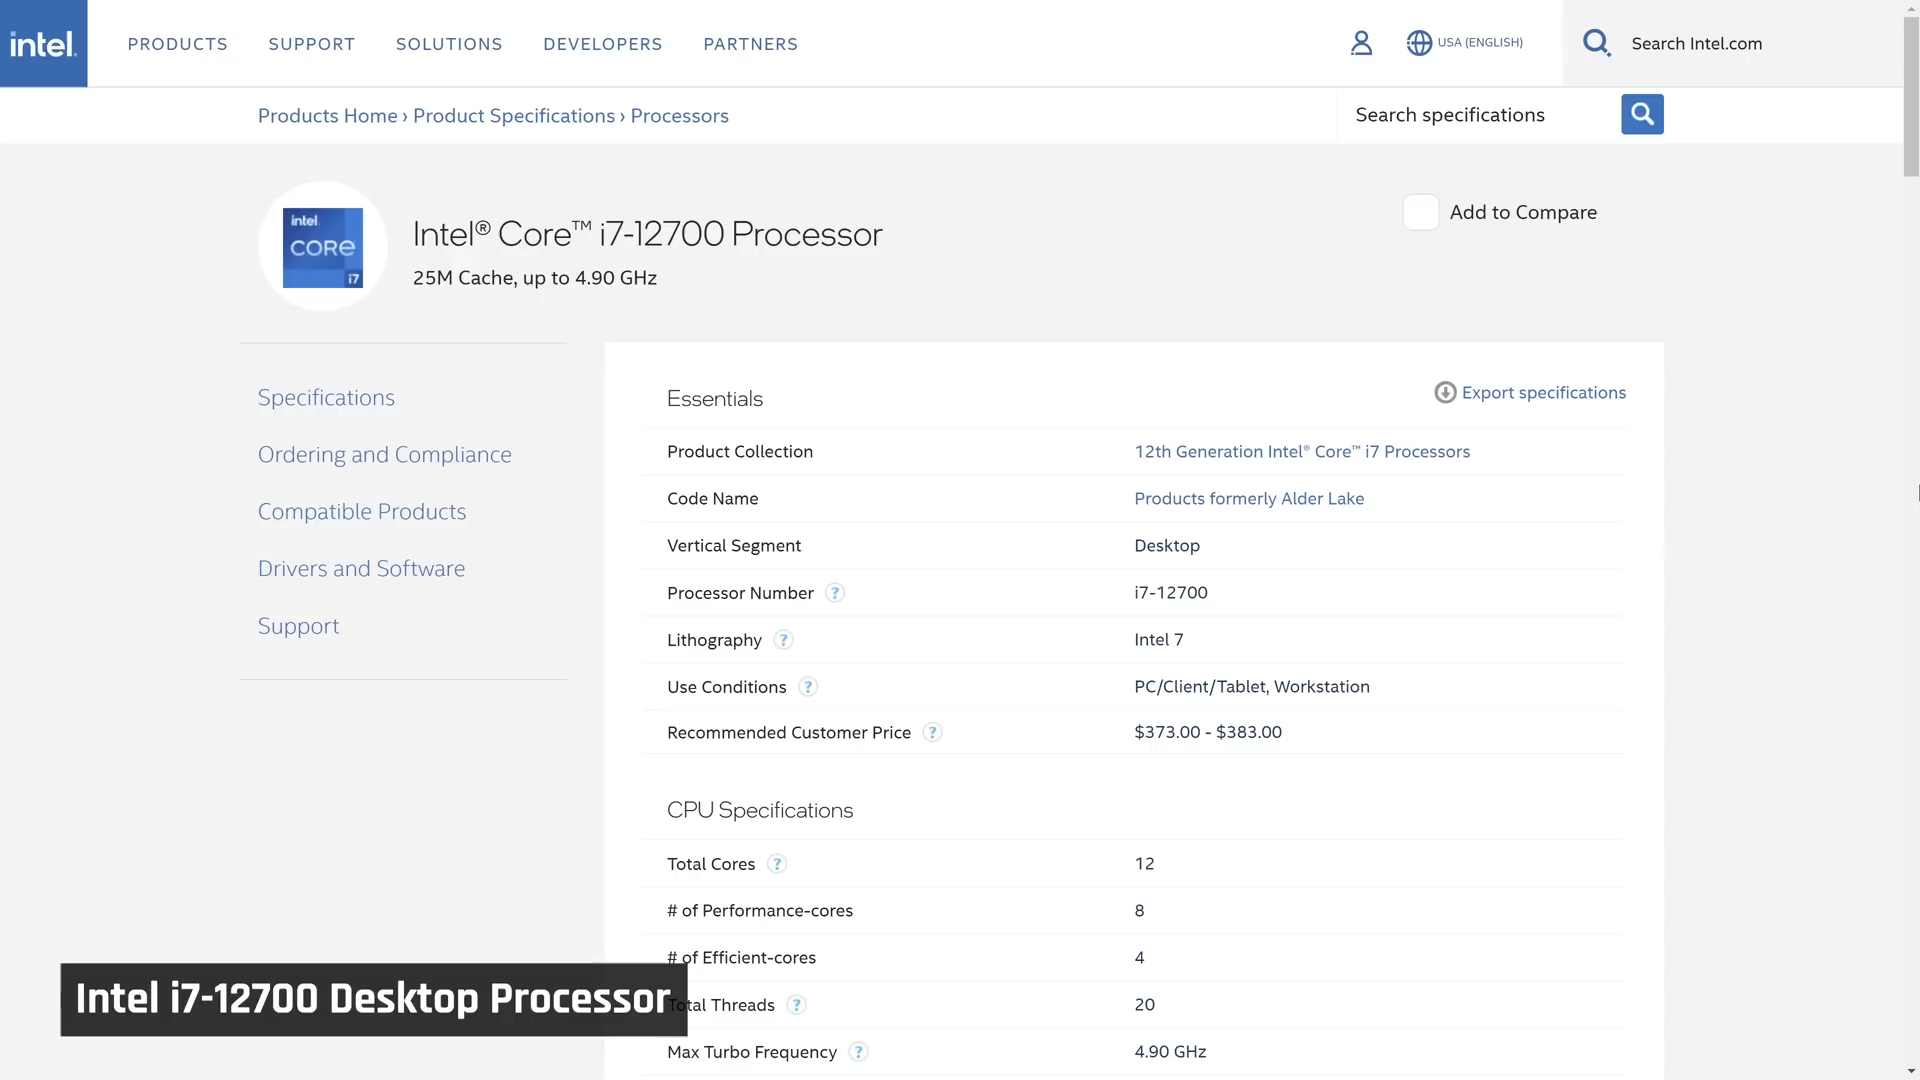 intel.
PRODUCTS SUPPORT SOLUTIONS DEVELOPERS PARTNERS
USA (ENGLISH)
Search Intel.com
Products Home › Product Specifications › Processors
Search specifications
intel.
CORE
i7
Intel® Core™ i7-12700 Processor
25M Cache, up to 4.90 GHz
Add to Compare
Specifications
Ordering and Compliance
Compatible Products
Drivers and Software
Support
Essentials
Export specifications
Product Collection 12th Generation Intel® Core™ i7 Processors
Code Name Products formerly Alder Lake
Vertical Segment Desktop
Processor Number ? i7-12700
Lithography ? Intel 7
Use Conditions ? PC/Client/Tablet, Workstation
Recommended Customer Price ? $373.00 - $383.00
CPU Specifications
Total Cores ? 12
# of Performance-cores 8
# of Efficient-cores 4
otal Threads ? 20
Max Turbo Frequency ? 4.90 GHz
Intel i7-12700 Desktop Processor